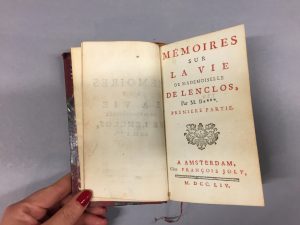 MÉMOIRES
SUR
LA VIE
DE MADEMOISELLE
DE LENCLOS,
Par M. B***.
PREMIERE PARTIE.
A AMSTERDAM,
Chez FRANÇOIS JOLY,
M. DCC. LIV.